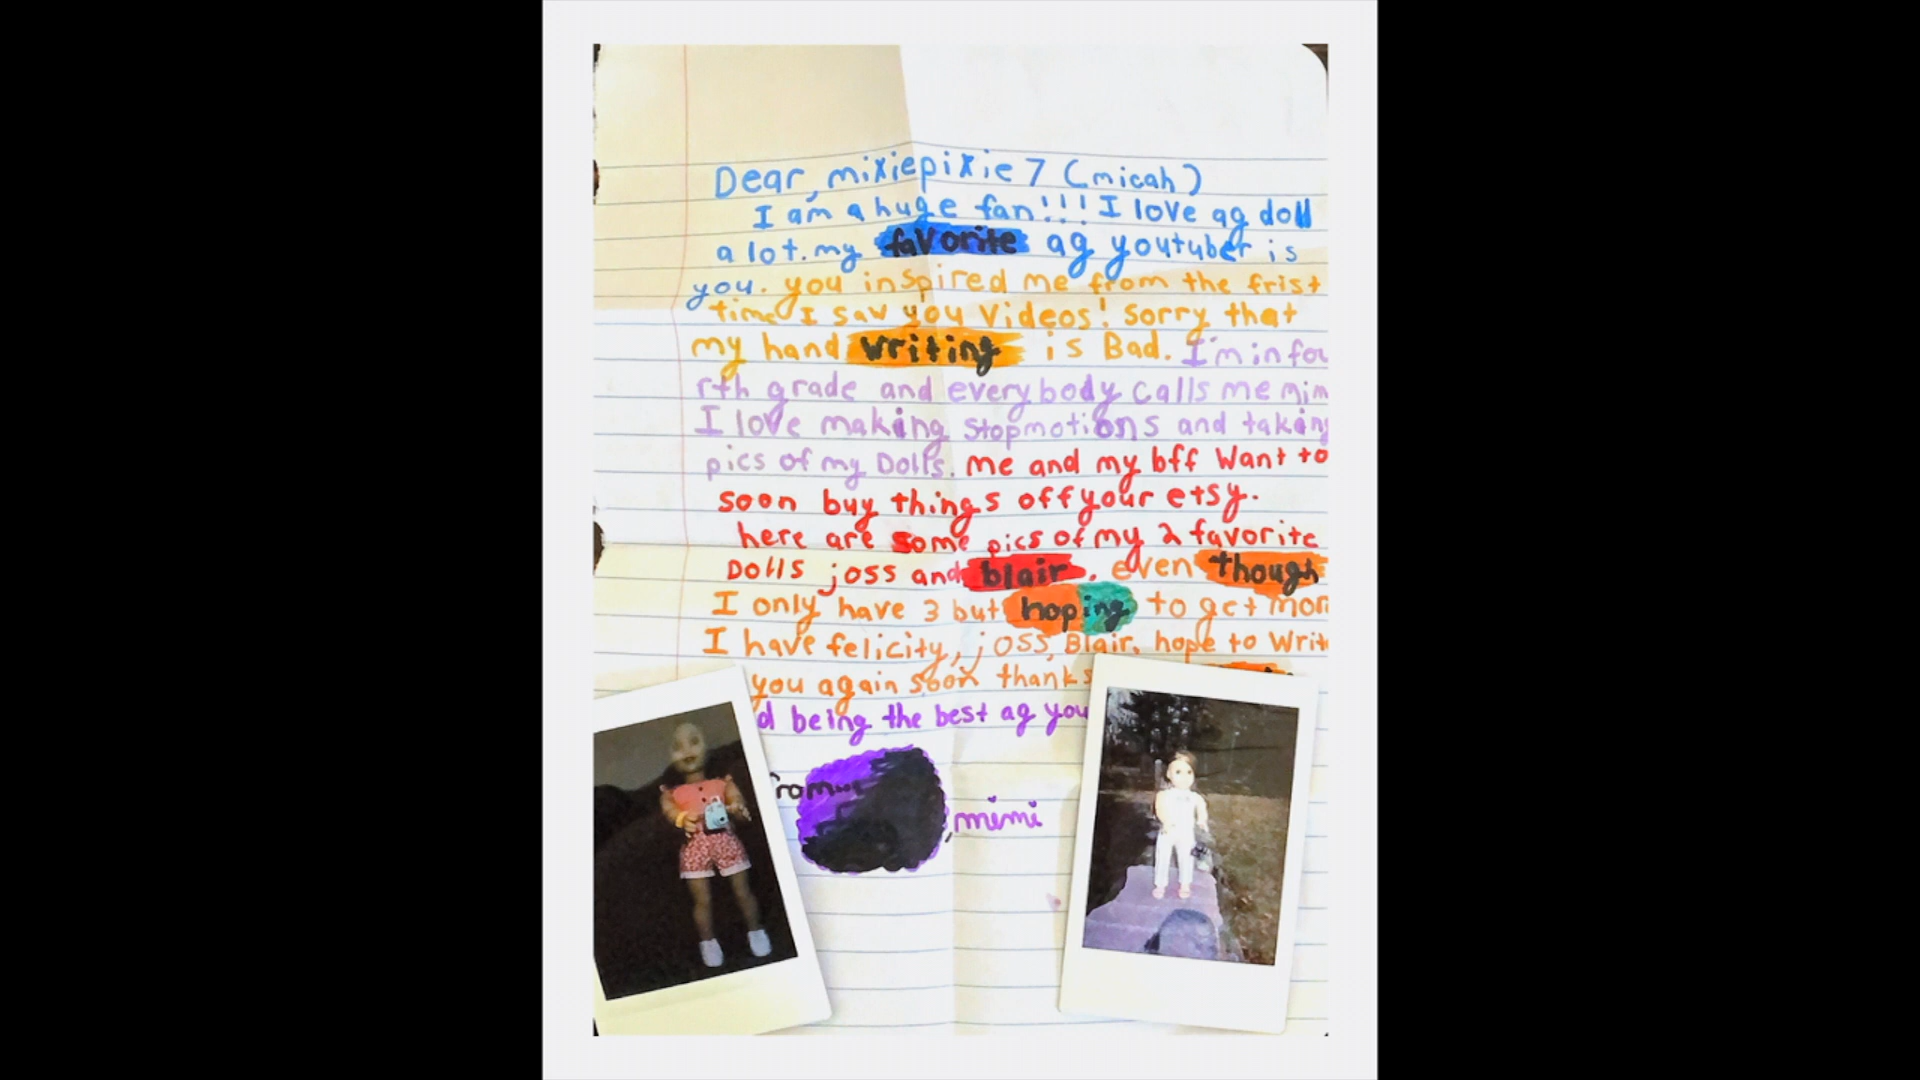 Dear, mixiepixie7 (micah)
I am a huge fan!!! I love ag doll
a lot. my favorite ag youtuber is
you. you inspired me from the frist
time I saw you Videos! Sorry that
my hand writing is Bad. I'm in fou
rth grade and everybody calls me mim
I love making stopmotions and taking
pics of my Dolls. me and my bff Want to
soon buy things off your etsy.
here are some pics of my 2 favorite
Dolls joss and blair. even though
I only have 3 but hoping to get mor
I have felicity, joss, Blair, hope to Write
you again soon thanks
d being the best ag you
rom
mimi